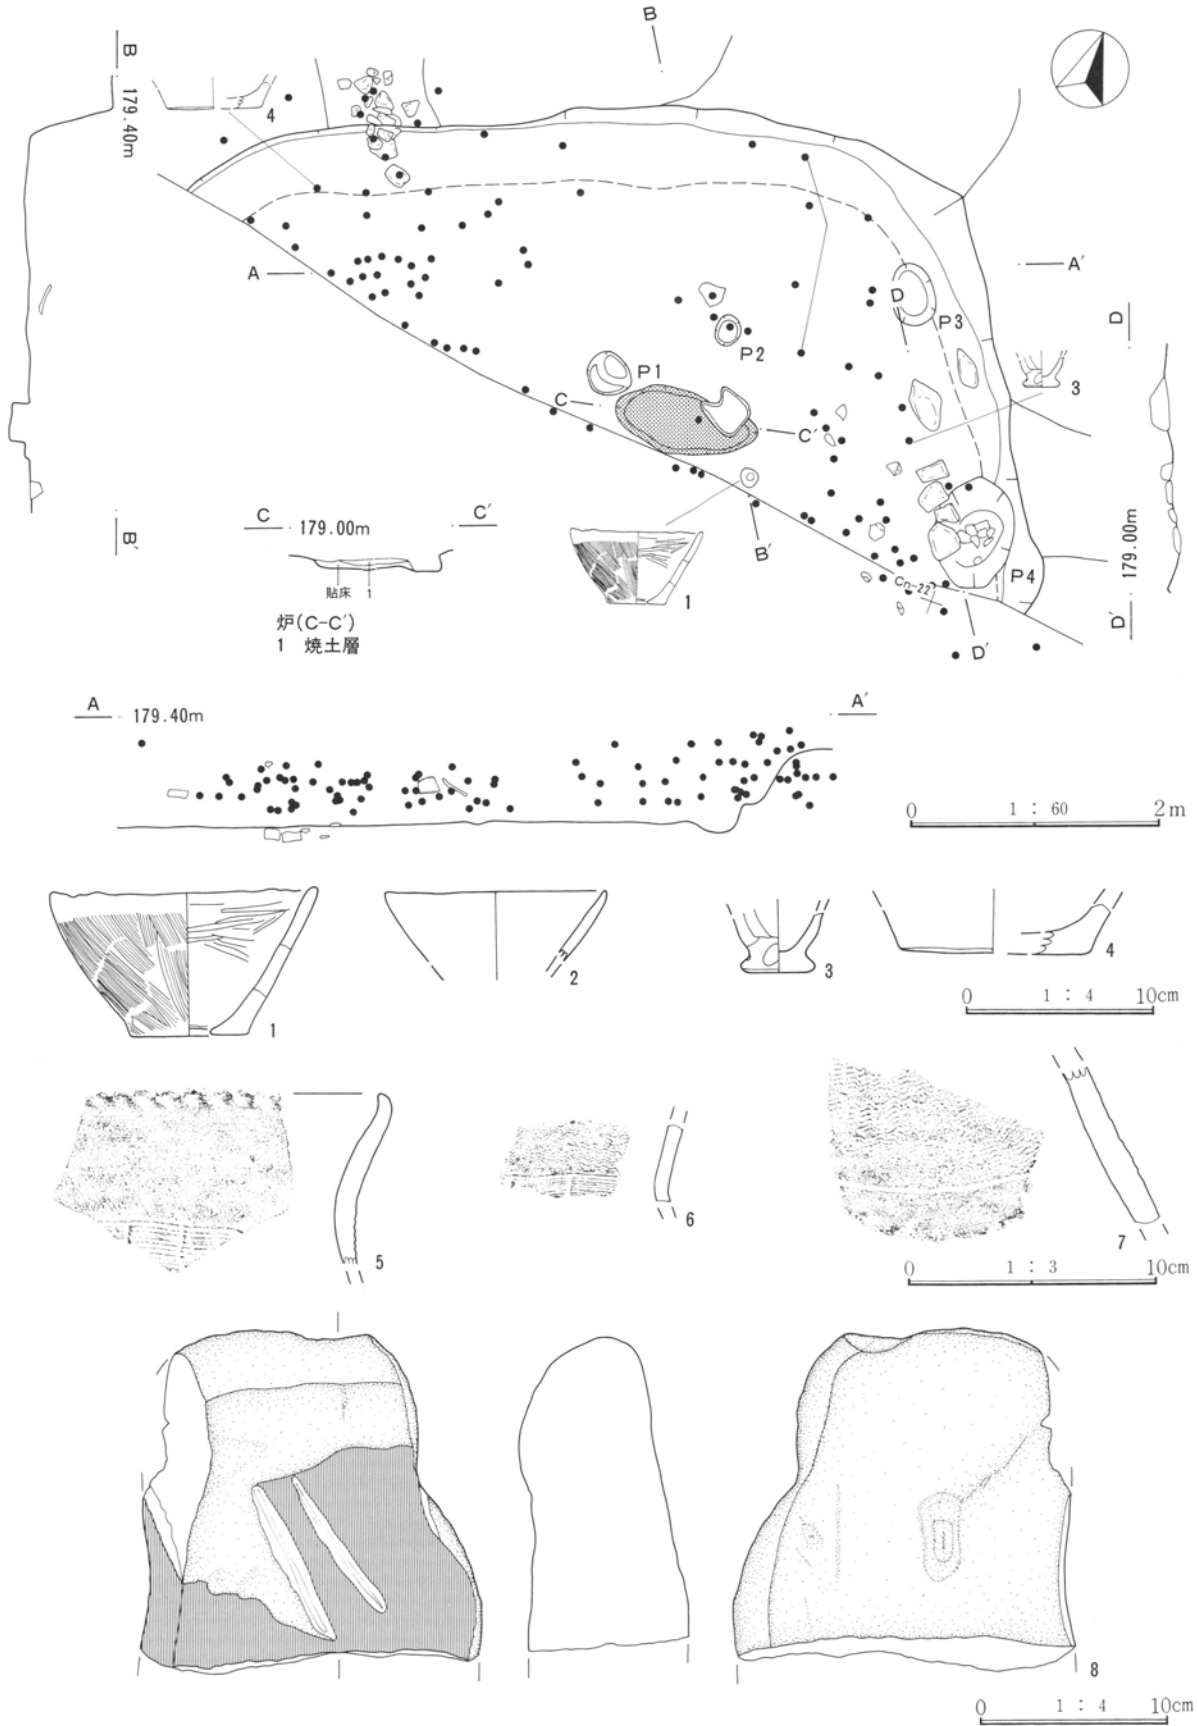 B
B
179.40m
4
A
A′
D
P3
D
P2
P1
3
C
C′
C
179.00m
C′
B′
B′
貼床 1
1
Cn-22
P4
179.00m
炉(C-C′)
1 焼土層
D′
D′
A
179.40m
A′
0 1 : 60 2m
1
2
3
4
0 1 : 4 10cm
5
6
7
0 1 : 3 10cm
8
0 1 : 4 10cm